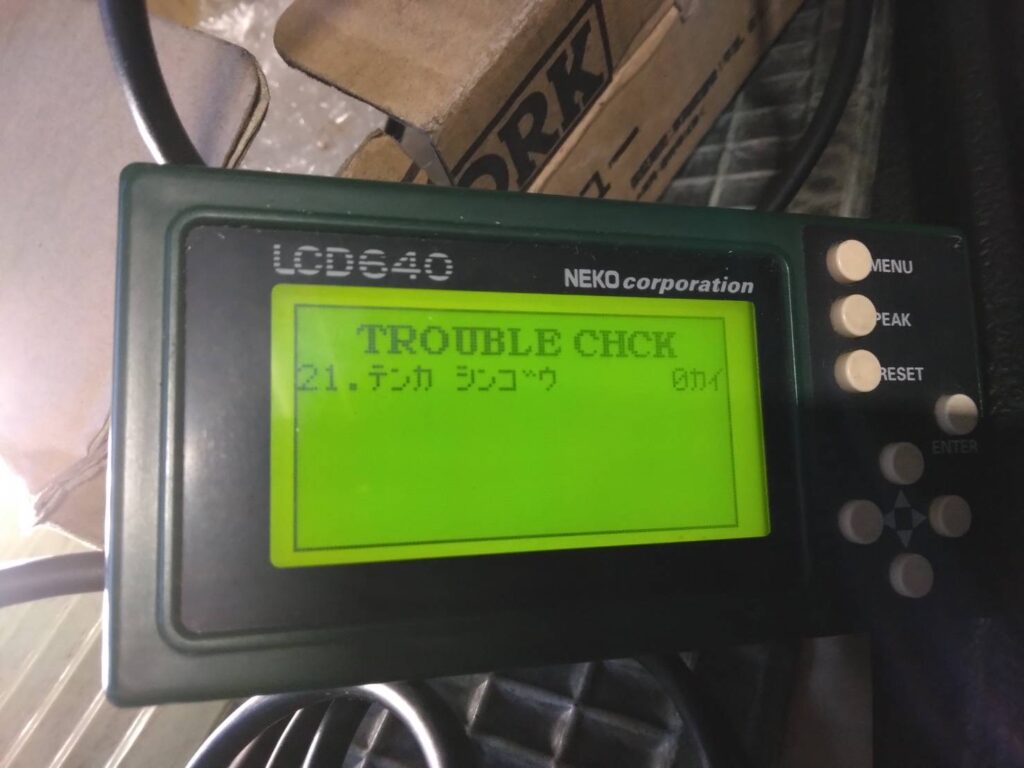 ORK
LCD640
NEKO corporation
TROUBLE CHCK
21.テンカ シンゴウ 0カイ
MENU
PEAK
RESET
ENTER